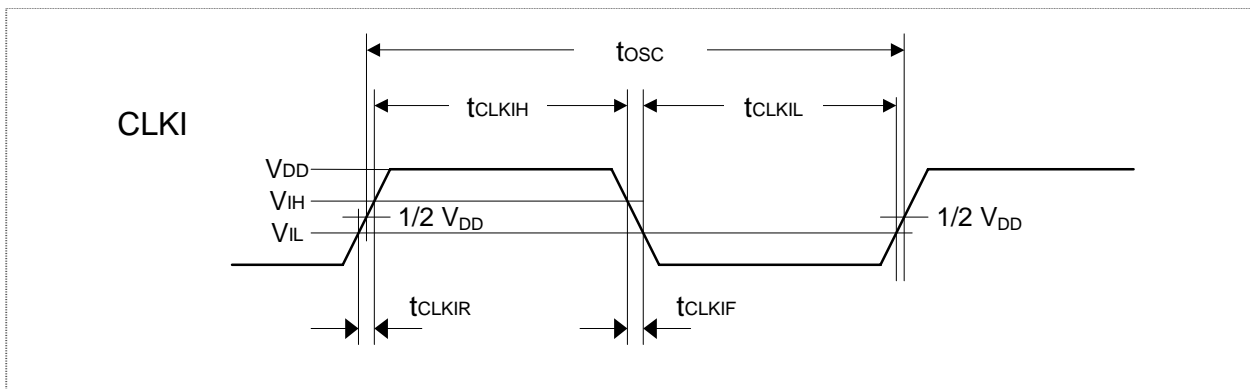 tOSC
tCLKIH
tCLKIL
CLKI
VDD
VIH
1/2 VDD
1/2 VDD
VIL
tCLKIR
tCLKIF